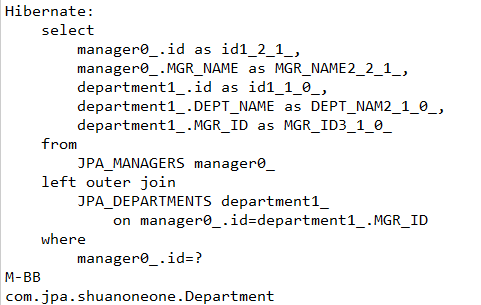 Hibernate:
    select
        manager0_.id as id1_2_1_,
        manager0_.MGR_NAME as MGR_NAME2_2_1_,
        department1_.id as id1_1_0_,
        department1_.DEPT_NAME as DEPT_NAM2_1_0_,
        department1_.MGR_ID as MGR_ID3_1_0_
    from
        JPA_MANAGERS manager0_
    left outer join
        JPA_DEPARTMENTS department1_
            on manager0_.id=department1_.MGR_ID
    where
        manager0_.id=?
M-BB
com.jpa.shuanoneone.Department